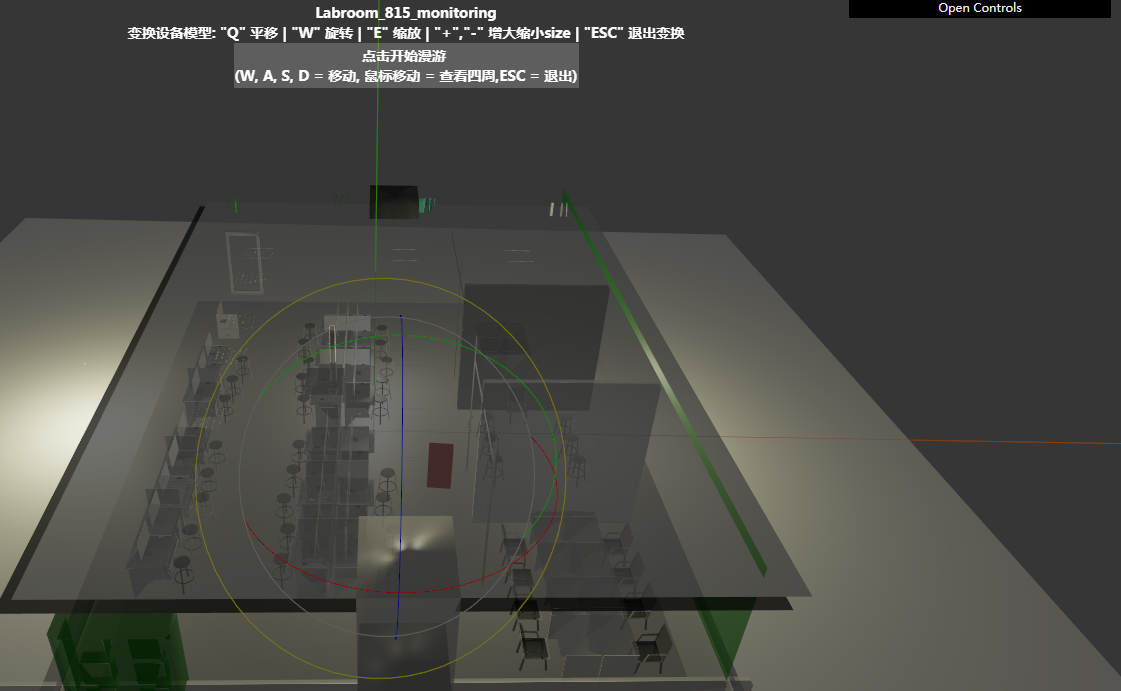 Labroom_815_monitoring
Open Controls
变换设备模型: "Q" 平移 | "W" 旋转 | "E" 缩放 | "+","-" 增大缩小size | "ESC" 退出变换
点击开始漫游
(W, A, S, D = 移动, 鼠标移动 = 查看四周,ESC = 退出)